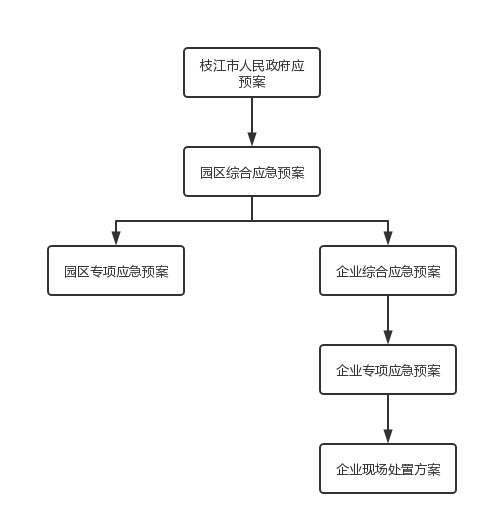 枝江市人民政府应
预案
园区综合应急预案
园区专项应急预案
企业综合应急预案
企业专项应急预案
企业现场处置方案